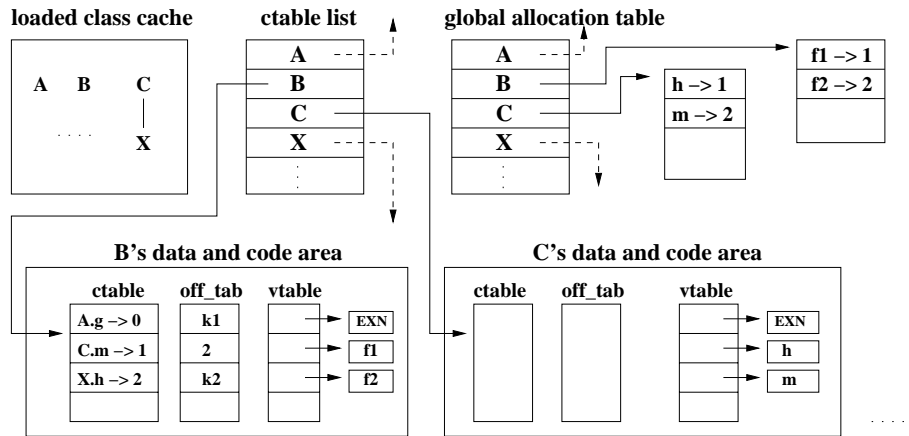 loaded class cache
ctable list
global allocation table
A B C
. . . .
X
A
B
C
X
A
B
C
X
h −> 1
m −> 2
f1 −> 1
f2 −> 2
B's data and code area
ctable off_tab vtable
A.g −> 0 k1 EXN
C.m −> 1 2 f1
X.h −> 2 k2 f2
C's data and code area
ctable off_tab vtable
EXN
h
m
. . . .